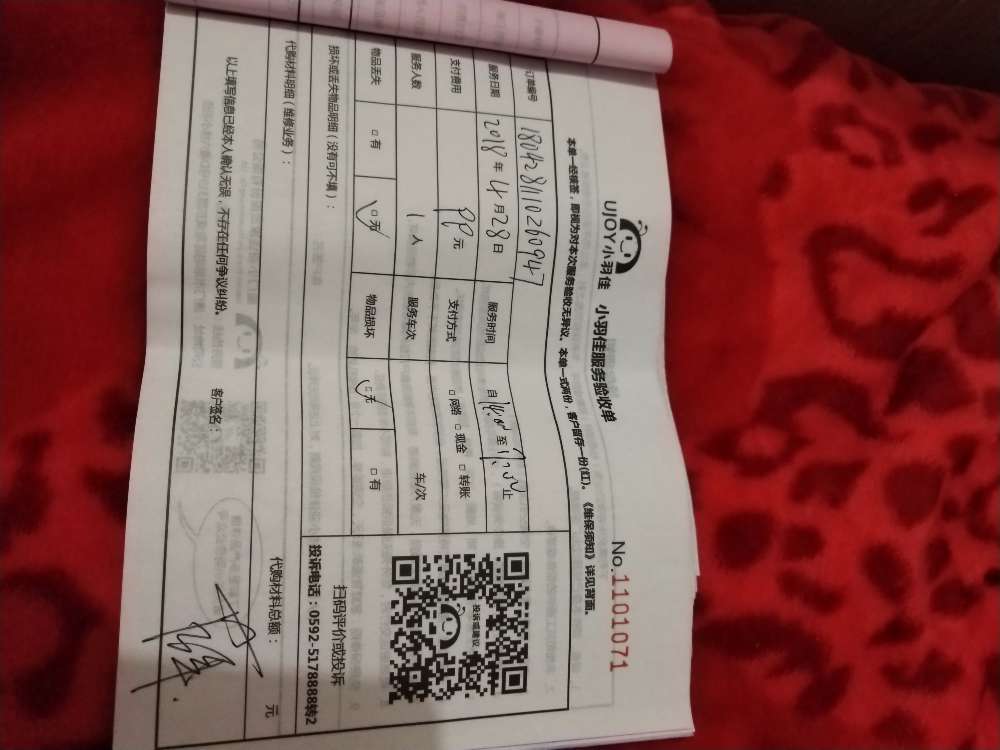 UJOY小羽佳 小羽佳服务验收单
No.1101071
本单一经核签，即视为对本次服务验收无异议、本单一式两份，客户留存一份(红)。《维保须知》详见背面。
订单编号 1804281110260947
服务日期 2018年4月28日 服务时间 自 至 止
支付费用 99元 支付方式 □网络 □现金 □转账
服务人数 1人 服务车次 车/次
物品丢失 □有 □无 物品损坏 □无 □有
损坏或丢失物品明细（没有可不填）：
投诉或建议
扫码评价或投诉
投诉电话：0592-5178888转2
代购材料明细（维修业务）：
代购材料总额： 元
以上填写信息已经本人确认无误，不存在任何争议纠纷。 客户签名：